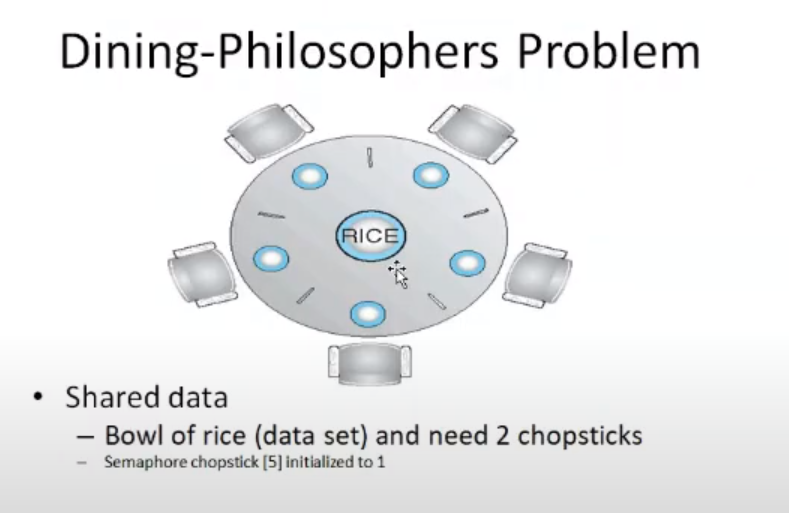 Dining-Philosophers Problem
RICE
• Shared data
– Bowl of rice (data set) and need 2 chopsticks
– Semaphore chopstick [5] initialized to 1